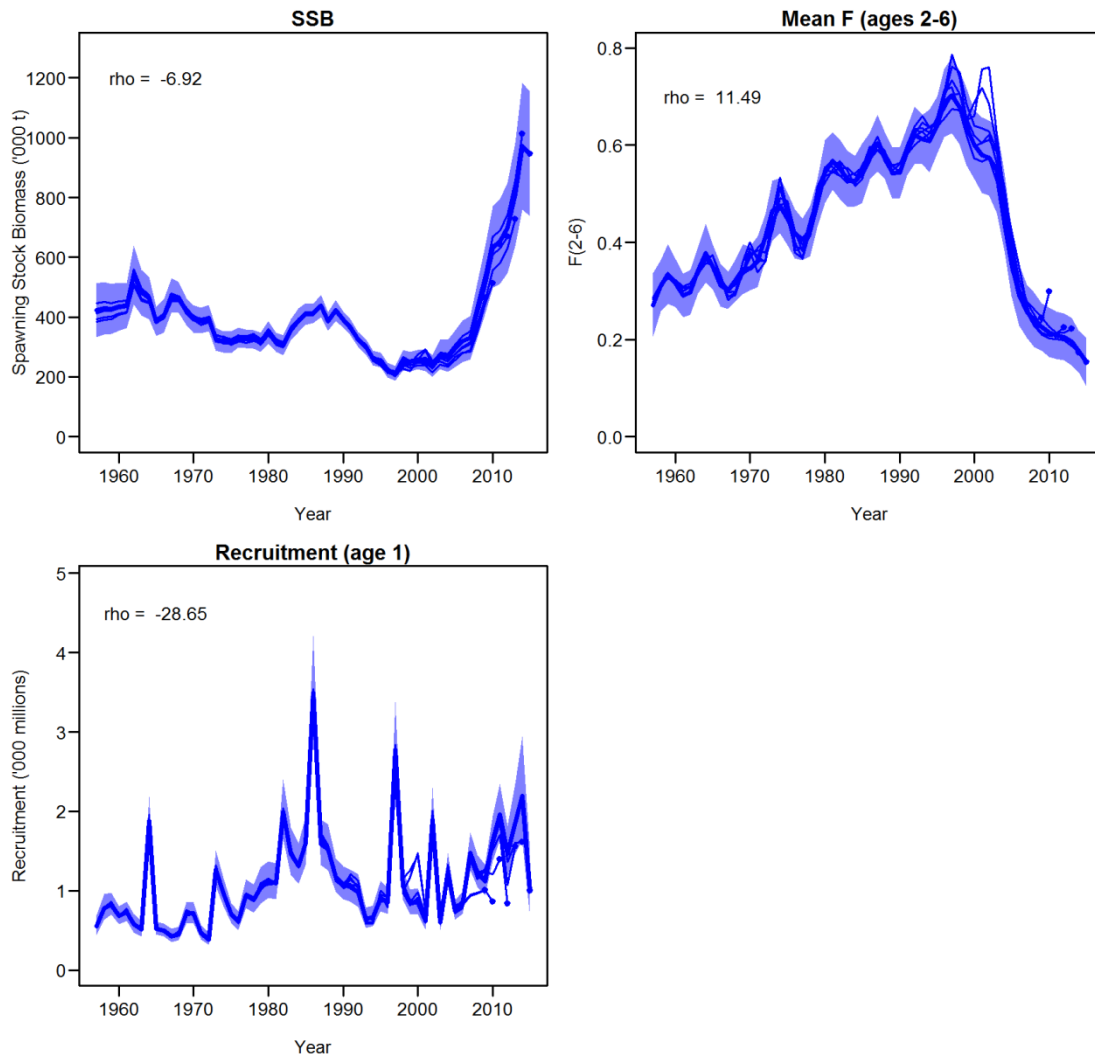 SSB
rho = -6.92
Spawning Stock Biomass ('000 t)
1200
1000
800
600
400
200
0
1960 1970 1980 1990 2000 2010
Year
Mean F (ages 2-6)
rho = 11.49
F(2-6)
0.8
0.6
0.4
0.2
0.0
1960 1970 1980 1990 2000 2010
Year
Recruitment (age 1)
rho = -28.65
Recruitment ('000 millions)
5
4
3
2
1
0
1960 1970 1980 1990 2000 2010
Year